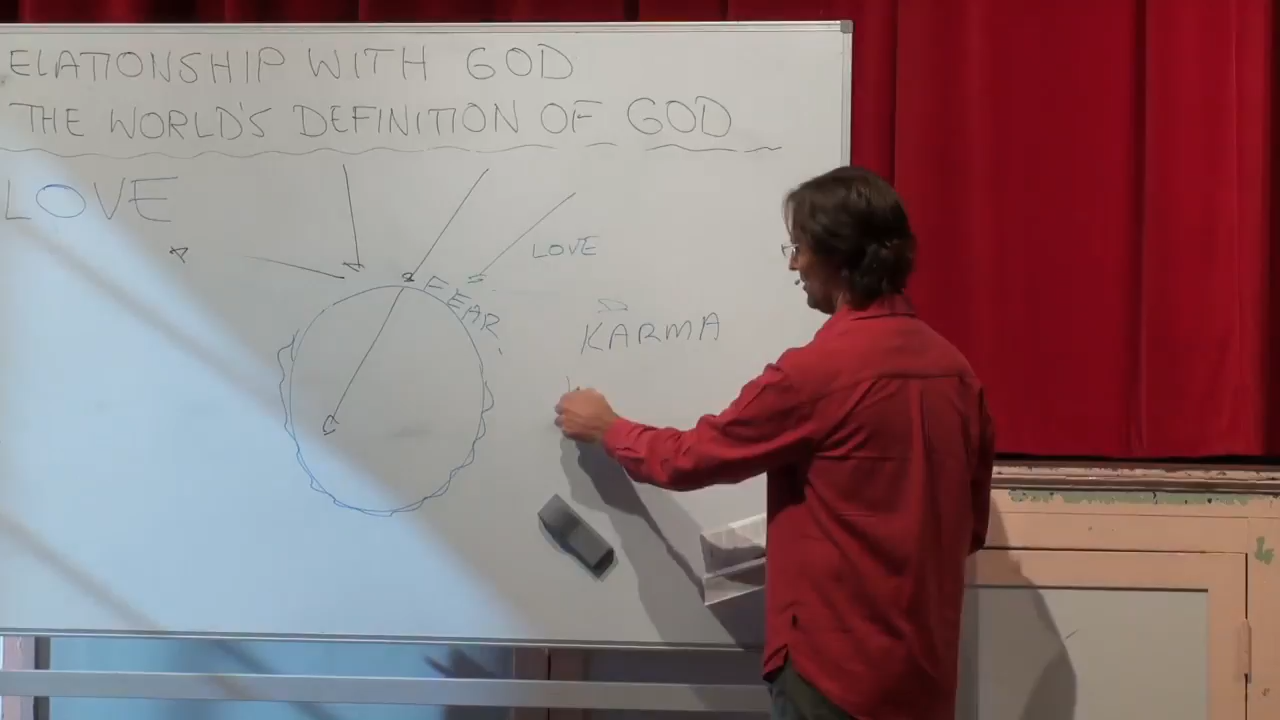 ELATIONSHIP WITH GOD
THE WORLD'S DEFINITION OF GOD
LOVE
LOVE
FEAR
KARMA